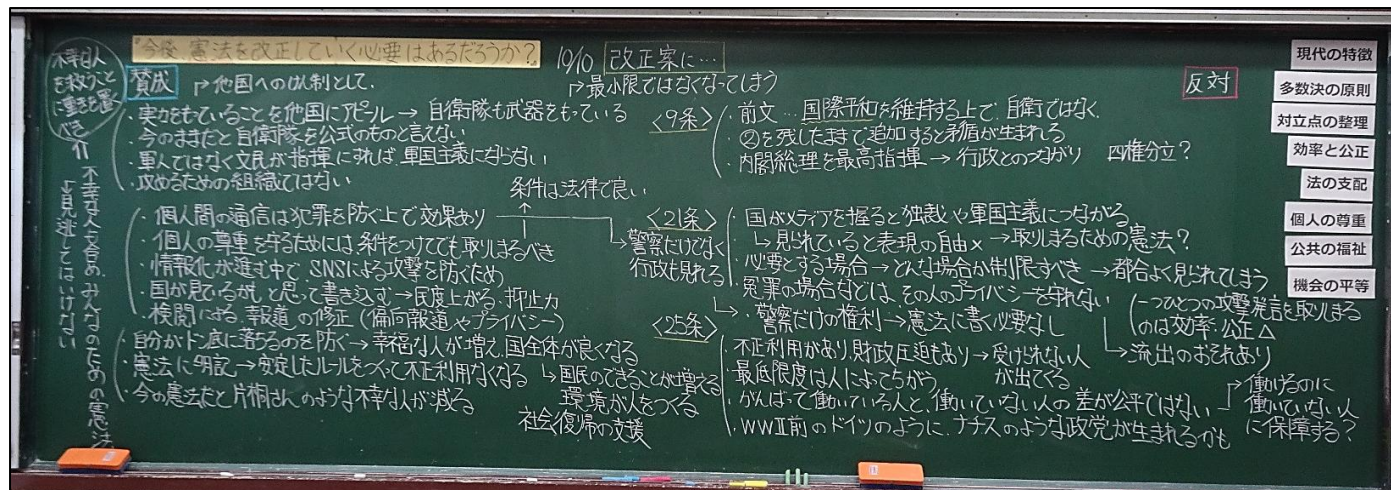 今後、憲法を改正していく必要はあるだろうか?
10/10 改正案に…
不幸な人を救うことに重きを置くべき
⇅ 不幸な人も含め、みんなのための憲法
→見逃してはいけない
賛成
→他国への抑制として
・実力をもっていることを他国にアピール → 自衛隊も武器をもっている
・今のままだと自衛隊を公式のものと言えない
・軍人ではなく文民が指揮にすれば、軍国主義にならない
・攻めるための組織ではない
条件は法律で良い
・個人間の通信は犯罪を防ぐ上で効果あり
・個人の尊重を守るためには、条件をつけてでも取りしまるべき
・情報化が進む中で、SNSによる攻撃を防ぐため
・国が見ているかもと思って書き込む→民度上がる、抑止力
・検閲による、報道の修正(偏向報道やプライバシー)
→警察だけでなく
行政も見れる
・自分がドン底に落ちるのを防ぐ→幸福な人が増え、国全体が良くなる
・憲法に明記→安定したルールをつくって不正利用なくなる
・今の憲法だと片桐さんのような不幸な人が減る
↳国民のできることが増える
環境が人をつくる
社会復帰の支援
<9条>
<21条>
<25条>
反対
→最小限ではなくなってしまう
・前文…国際平和を維持する上で、自衛ではなく
・②を残したままで追加すると矛盾が生まれる
・内閣総理を最高指揮 → 行政とのつながり 四権分立?
・国がメディアを握ると独裁や軍国主義につながる
↳見られていると表現の自由× →取りしまるための憲法?
・必要とする場合→どんな場合か制限すべき→都合よく見られてしまう
・冤罪の場合などは、その人のプライバシーを守れない
一つひとつの攻撃発言を取りしまる
のは効率・公正△
・警察だけの権利→憲法に書く必要なし
↳流出のおそれあり
・不正利用があり、財政圧迫もあり→受けられない人
が出てくる
・最低限度は人によってちがう
・がんばって働いている人と、働いていない人の差が公平ではない
→働けるのに
働いていない人
に保障する?
・WWⅡ前のドイツのように、ナチスのような政党が生まれるかも
現代の特徴
多数決の原則
対立点の整理
効率と公正
法の支配
個人の尊重
公共の福祉
機会の平等